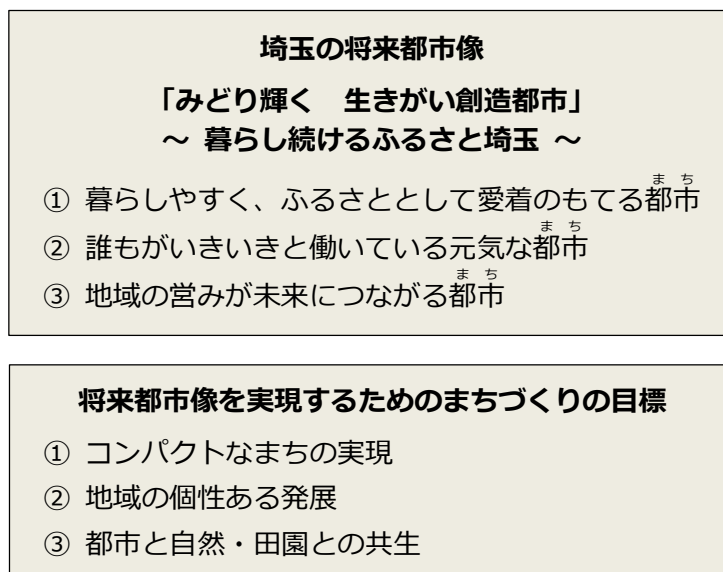 埼玉の将来都市像
「みどり輝く　生きがい創造都市」
～ 暮らし続けるふるさと埼玉 ～
① 暮らしやすく、ふるさととして愛着のもてる都市
まち
② 誰もがいきいきと働いている元気な都市
まち
③ 地域の営みが未来につながる都市
まち
将来都市像を実現するためのまちづくりの目標
① コンパクトなまちの実現
② 地域の個性ある発展
③ 都市と自然・田園との共生